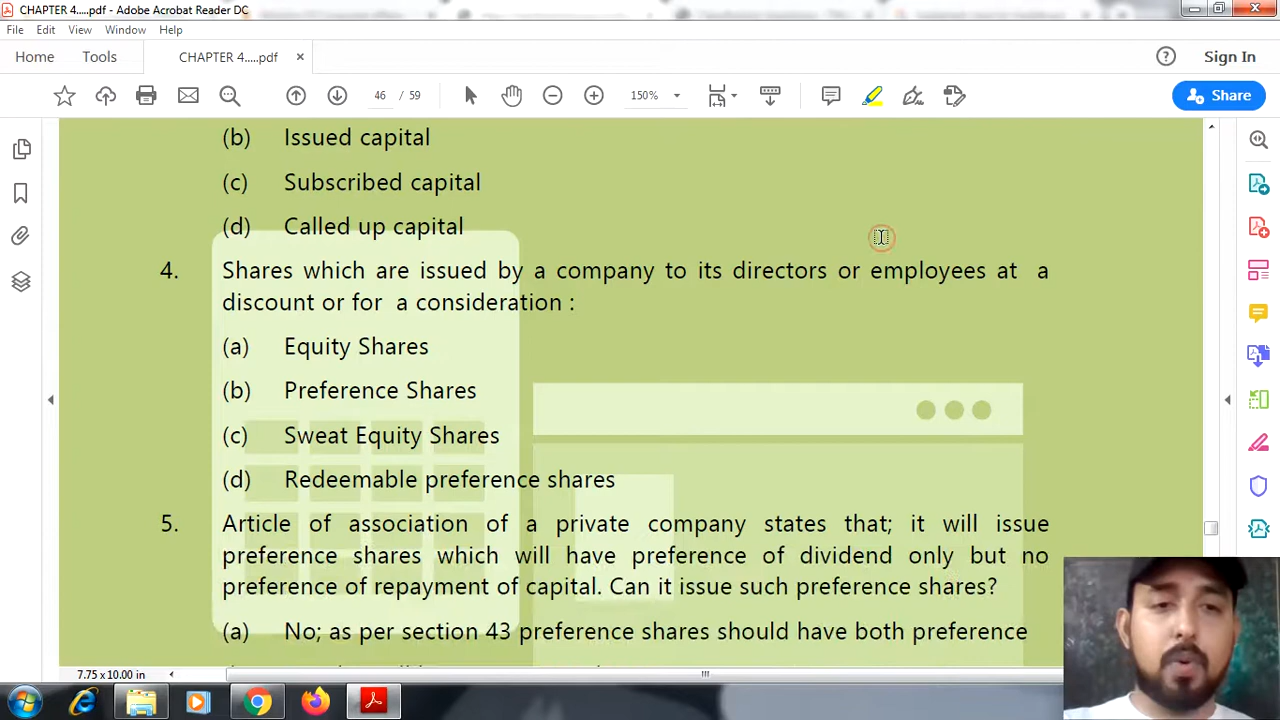 CHAPTER 4.....pdf - Adobe Acrobat Reader DC
File Edit View Window Help
Home Tools CHAPTER 4.....pdf × ? Sign In
46 / 59 150% Share
(b) Issued capital
(c) Subscribed capital
(d) Called up capital
4. Shares which are issued by a company to its directors or employees at a
discount or for a consideration :
(a) Equity Shares
(b) Preference Shares
(c) Sweat Equity Shares
(d) Redeemable preference shares
5. Article of association of a private company states that; it will issue
preference shares which will have preference of dividend only but no
preference of repayment of capital. Can it issue such preference shares?
(a) No; as per section 43 preference shares should have both preference
7.75 x 10.00 in